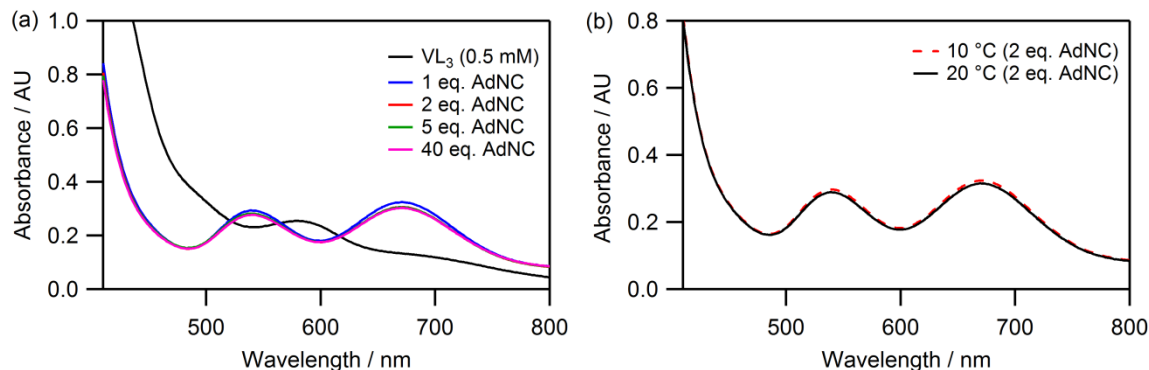 (a)
1.0
0.8
0.6
0.4
0.2
0.0
Absorbance / AU
VL₃ (0.5 mM)
1 eq. AdNC
2 eq. AdNC
5 eq. AdNC
40 eq. AdNC
500
600
700
800
Wavelength / nm
(b)
0.8
0.6
0.4
0.2
0.0
Absorbance / AU
10 °C (2 eq. AdNC)
20 °C (2 eq. AdNC)
500
600
700
800
Wavelength / nm